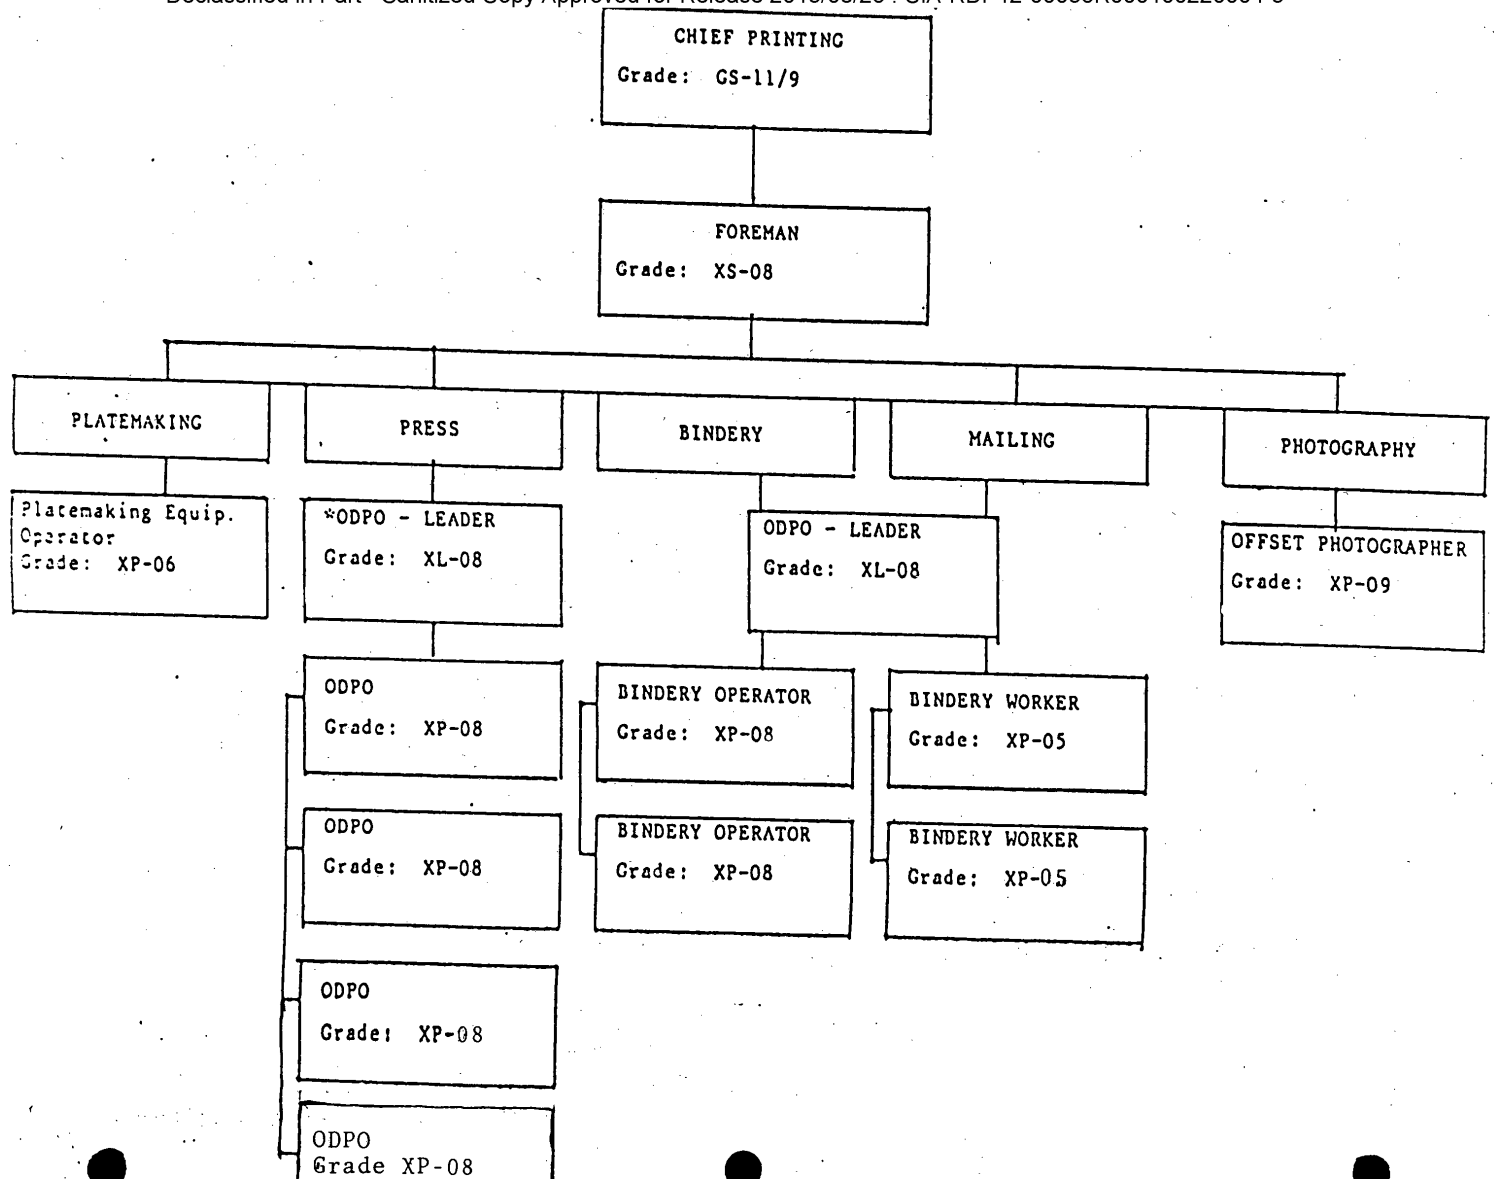 CHIEF PRINTING
Grade: GS-11/9
FOREMAN
Grade: XS-08
PLATEMAKING
PRESS
BINDERY
MAILING
PHOTOGRAPHY
Platemaking Equip.
Operator
Grade: XP-06
*ODPO - LEADER
Grade: XL-08
ODPO - LEADER
Grade: XL-08
OFFSET PHOTOGRAPHER
Grade: XP-09
ODPO
Grade: XP-08
BINDERY OPERATOR
Grade: XP-08
BINDERY WORKER
Grade: XP-05
ODPO
Grade: XP-08
BINDERY OPERATOR
Grade: XP-08
BINDERY WORKER
Grade: XP-05
ODPO
Grade: XP-08
ODPO
Grade XP-08